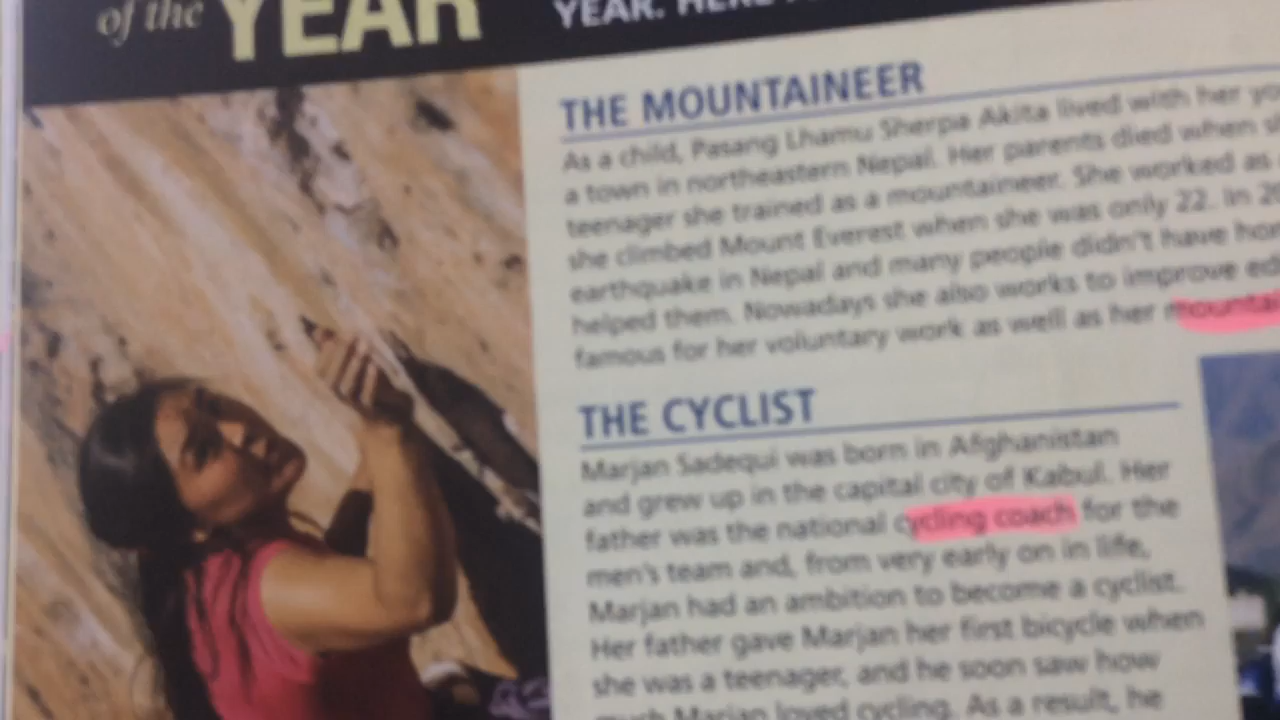 of the YEAR
YEAR. HERE
THE MOUNTAINEER
As a child, Pasang Lhamu Sherpa Akita lived with her
a town in northeastern Nepal. Her parents died when
teenager she trained as a mountaineer. She worked as
she climbed Mount Everest when she was only 22. In
earthquake in Nepal and many people didn't have
helped them. Nowadays she also works to improve
famous for her voluntary work as well as her
THE CYCLIST
Marjan Sadequi was born in Afghanistan
and grew up in the capital city of Kabul. Her
father was the national cycling coach for the
men's team and, from very early on in life,
Marjan had an ambition to become a cyclist.
Her father gave Marjan her first bicycle when
she was a teenager, and he soon saw how
much Marjan loved cycling. As a result, he